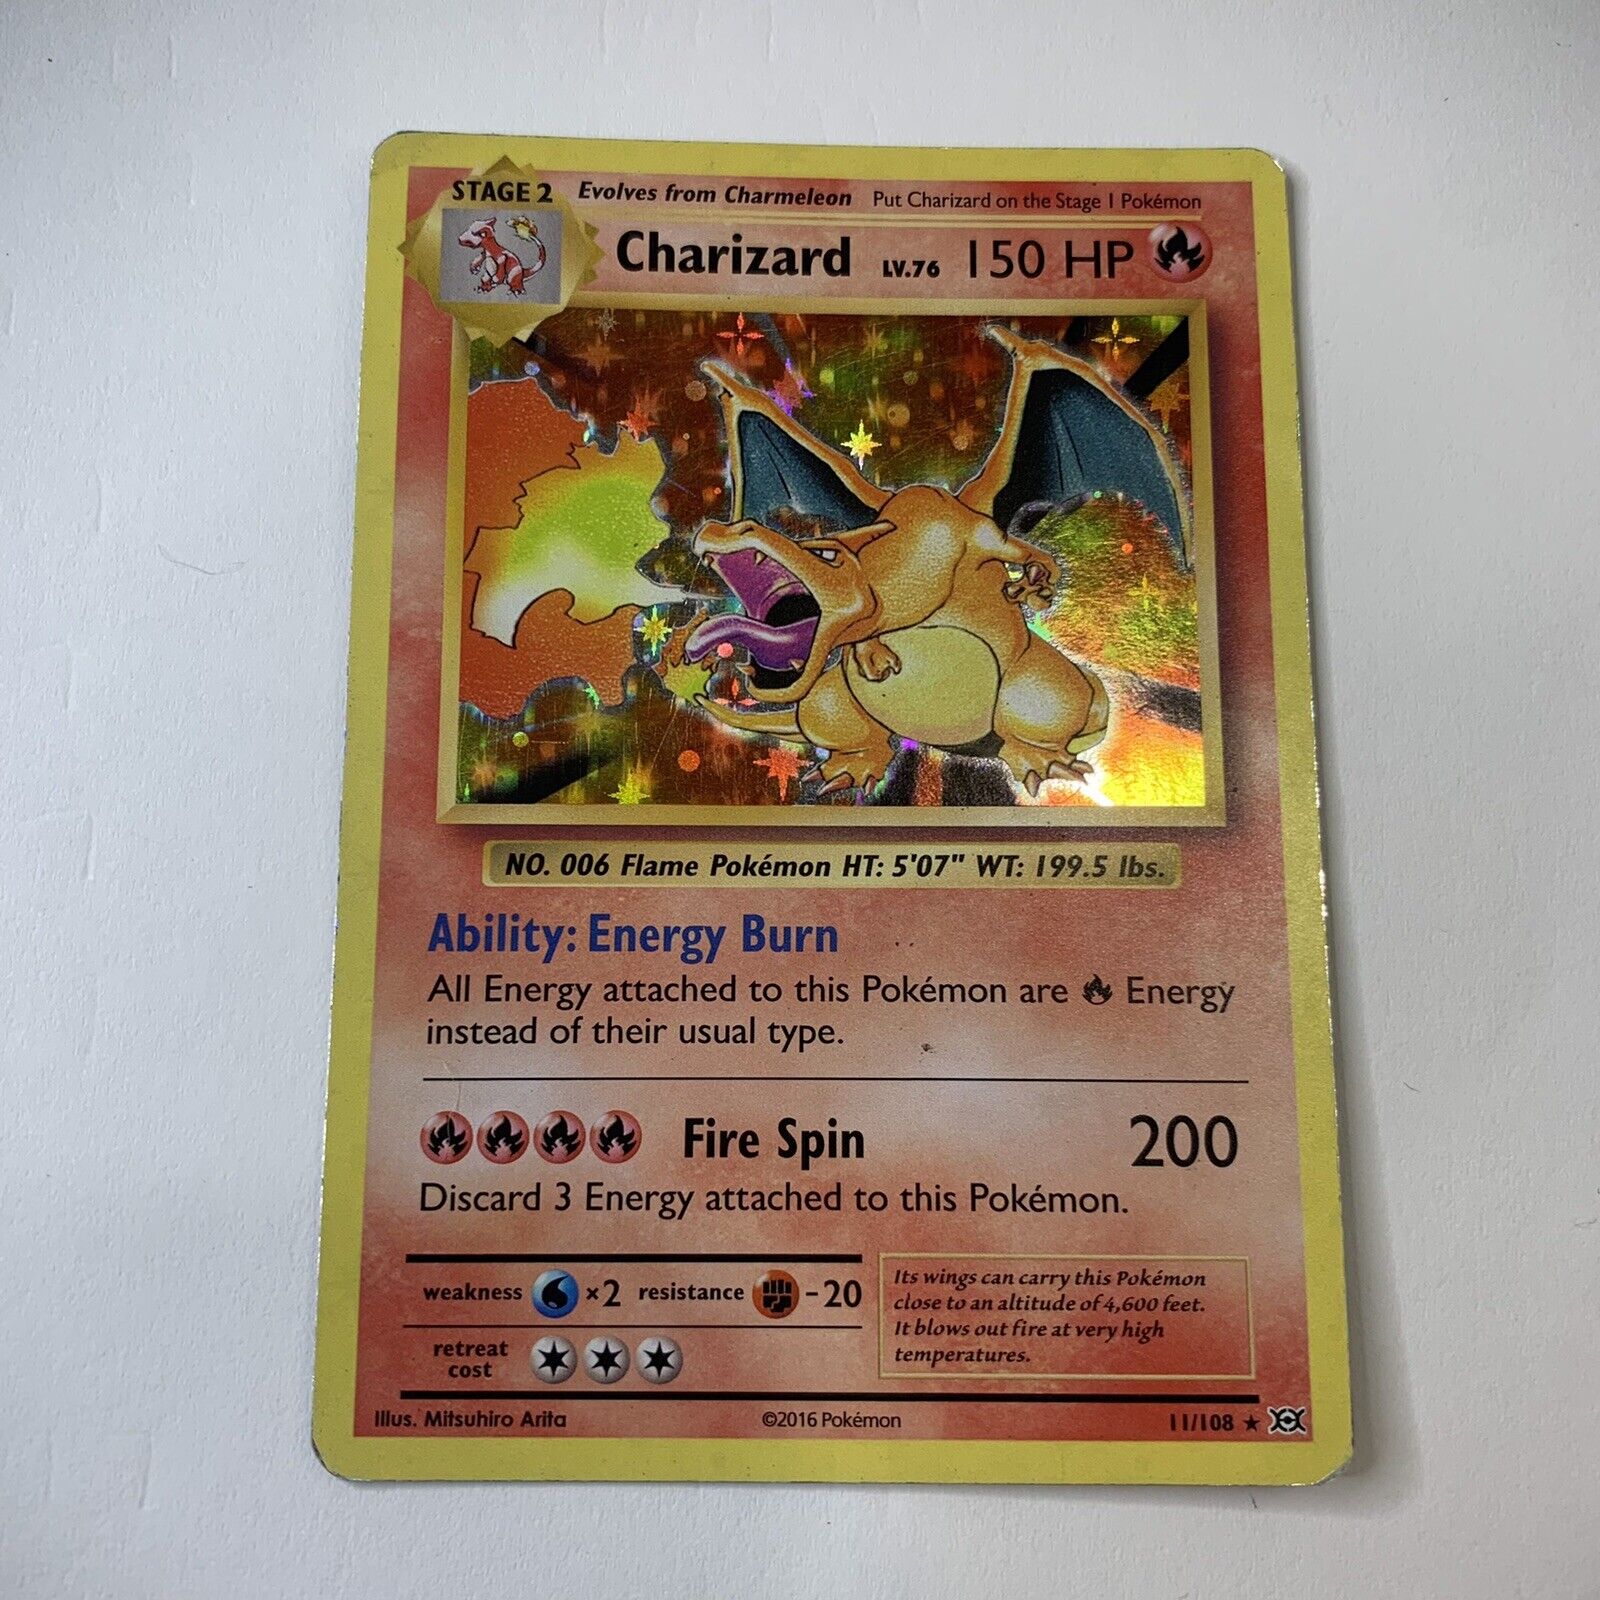 STAGE 2 Evolves from Charmeleon Put Charizard on the Stage 1 Pokémon
Charizard LV.76 150 HP
NO. 006 Flame Pokémon HT: 5'07" WT: 199.5 lbs.
Ability: Energy Burn
All Energy attached to this Pokémon are Energy
instead of their usual type.
Fire Spin 200
Discard 3 Energy attached to this Pokémon.
weakness ×2 resistance -20
retreat
cost
Its wings can carry this Pokémon
close to an altitude of 4,600 feet.
It blows out fire at very high
temperatures.
Illus. Mitsuhiro Arita ©2016 Pokémon 11/108 ★